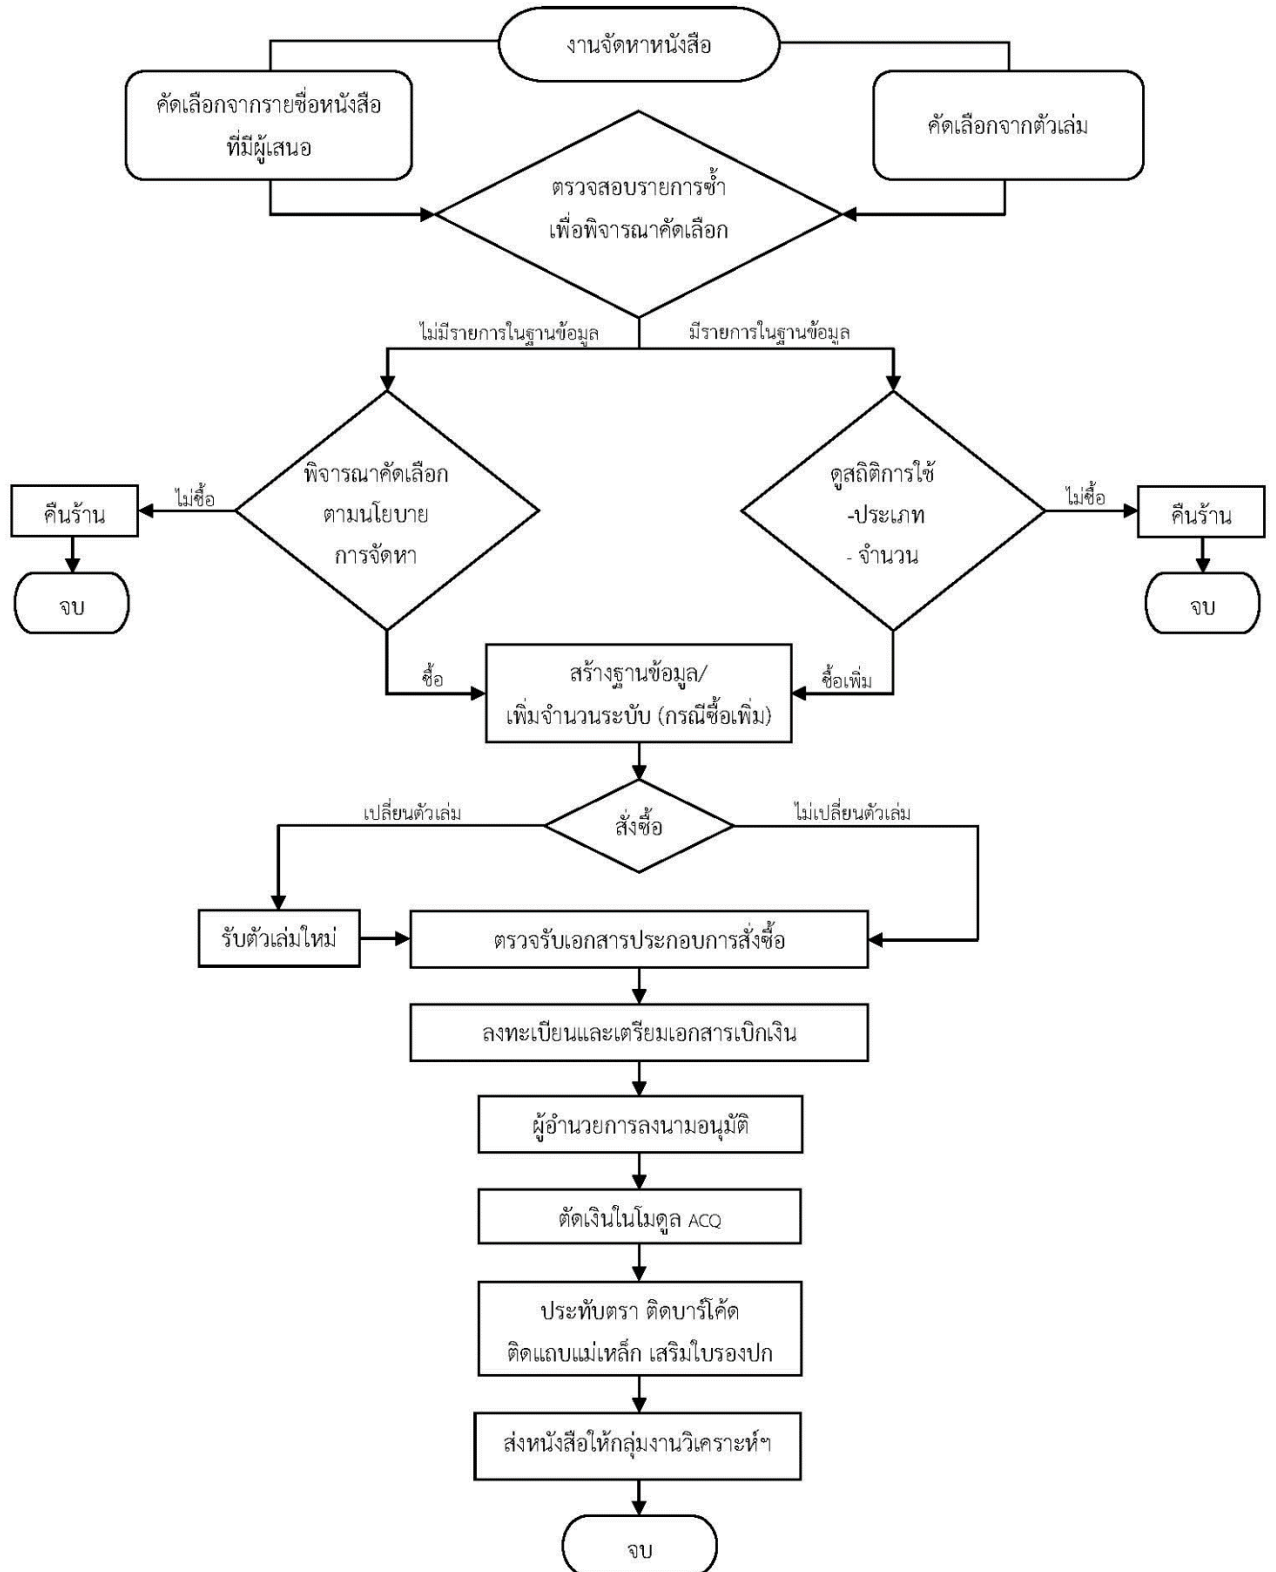 งานจัดหาหนังสือ
คัดเลือกจากรายชื่อหนังสือ
ที่มีผู้เสนอ
คัดเลือกจากตัวเล่ม
ตรวจสอบรายการซ้ำ
เพื่อพิจารณาคัดเลือก
ไม่มีรายการในฐานข้อมูล
มีรายการในฐานข้อมูล
พิจารณาคัดเลือก
ตามนโยบาย
การจัดหา
ดูสถิติการใช้
-ประเภท
- จำนวน
ไม่ซื้อ
คืนร้าน
จบ
ไม่ซื้อ
คืนร้าน
จบ
ซื้อ
สร้างฐานข้อมูล/
เพิ่มจำนวนระบับ (กรณีซื้อเพิ่ม)
ซื้อเพิ่ม
เปลี่ยนตัวเล่ม
สั่งซื้อ
ไม่เปลี่ยนตัวเล่ม
รับตัวเล่มใหม่
ตรวจรับเอกสารประกอบการสั่งซื้อ
ลงทะเบียนและเตรียมเอกสารเบิกเงิน
ผู้อำนวยการลงนามอนุมัติ
ตัดเงินในโมดูล ACQ
ประทับตรา ติดบาร์โค้ด
ติดแถบแม่เหล็ก เสริมใบรองปก
ส่งหนังสือให้กลุ่มงานวิเคราะห์ฯ
จบ